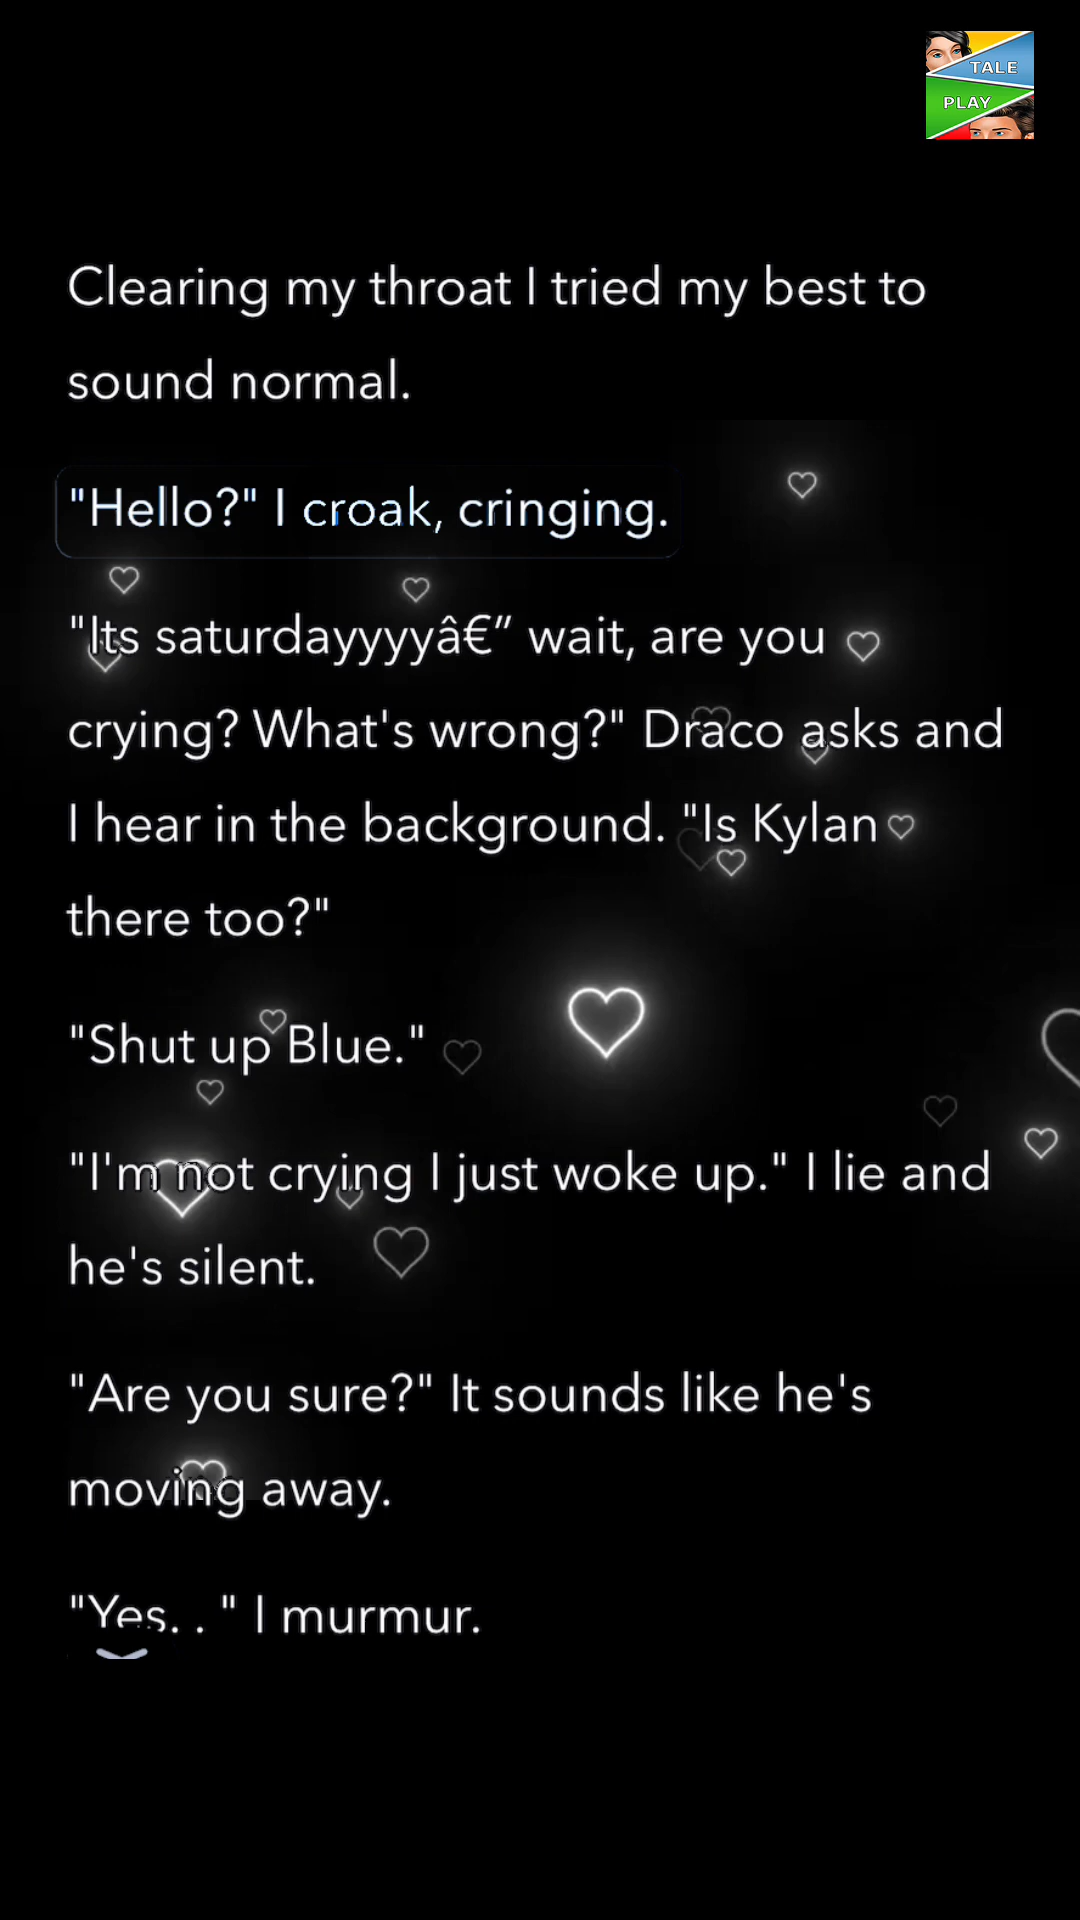 TALE
PLAY
Clearing my throat I tried my best to
sound normal.
"Hello?" I croak, cringing.
"Its saturdayyyyâ€” wait, are you
crying? What's wrong?" Draco asks and
I hear in the background. "Is Kylan
there too?"
"Shut up Blue."
"I'm not crying I just woke up." I lie and
he's silent.
"Are you sure?" It sounds like he's
moving away.
"Yes. . " I murmur.